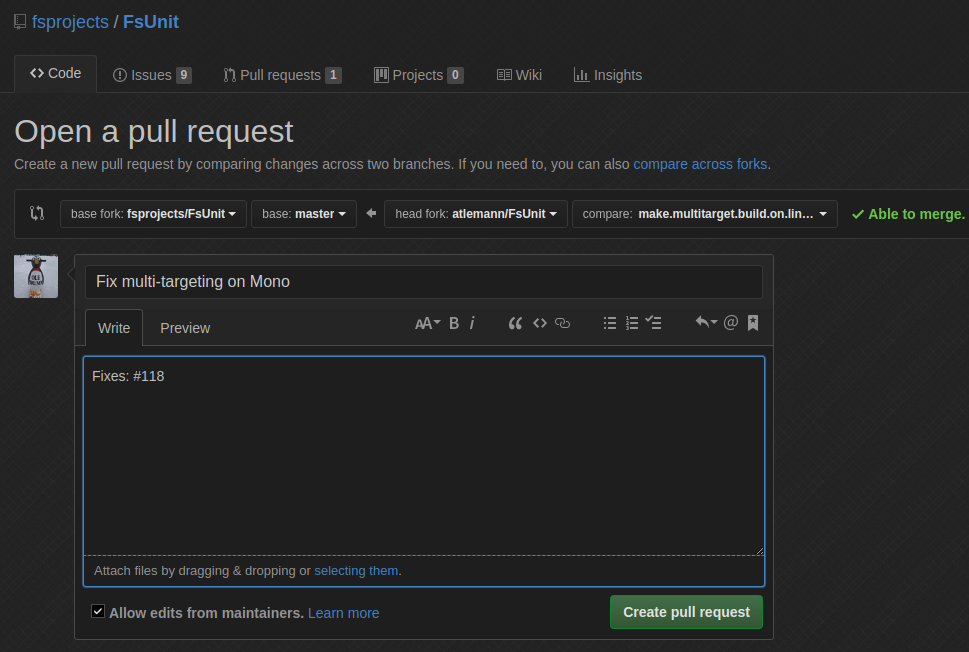 fsprojects / FsUnit
Code Issues 9 Pull requests 1 Projects 0 Wiki Insights
Open a pull request
Create a new pull request by comparing changes across two branches. If you need to, you can also compare across forks.
base fork: fsprojects/FsUnit base: master head fork: atlemann/FsUnit compare: make.multitarget.build.on.lin... Able to merge.
Fix multi-targeting on Mono
Write Preview AA B i
Fixes: #118
Attach files by dragging & dropping or selecting them.
Allow edits from maintainers. Learn more Create pull request